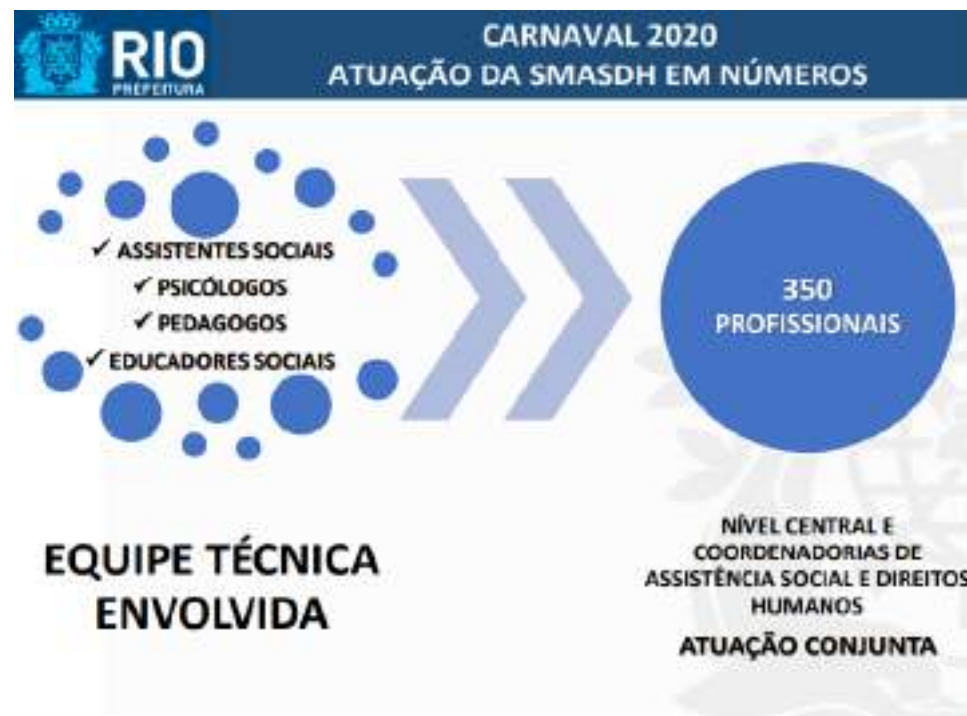 RIO
PREFEITURA
CARNAVAL 2020
ATUAÇÃO DA SMASDH EM NÚMEROS
✓ ASSISTENTES SOCIAIS
✓ PSICÓLOGOS
✓ PEDAGOGOS
✓ EDUCADORES SOCIAIS
350
PROFISSIONAIS
EQUIPE TÉCNICA
ENVOLVIDA
NÍVEL CENTRAL E
COORDENADORIAS DE
ASSISTÊNCIA SOCIAL E DIREITOS
HUMANOS
ATUAÇÃO CONJUNTA